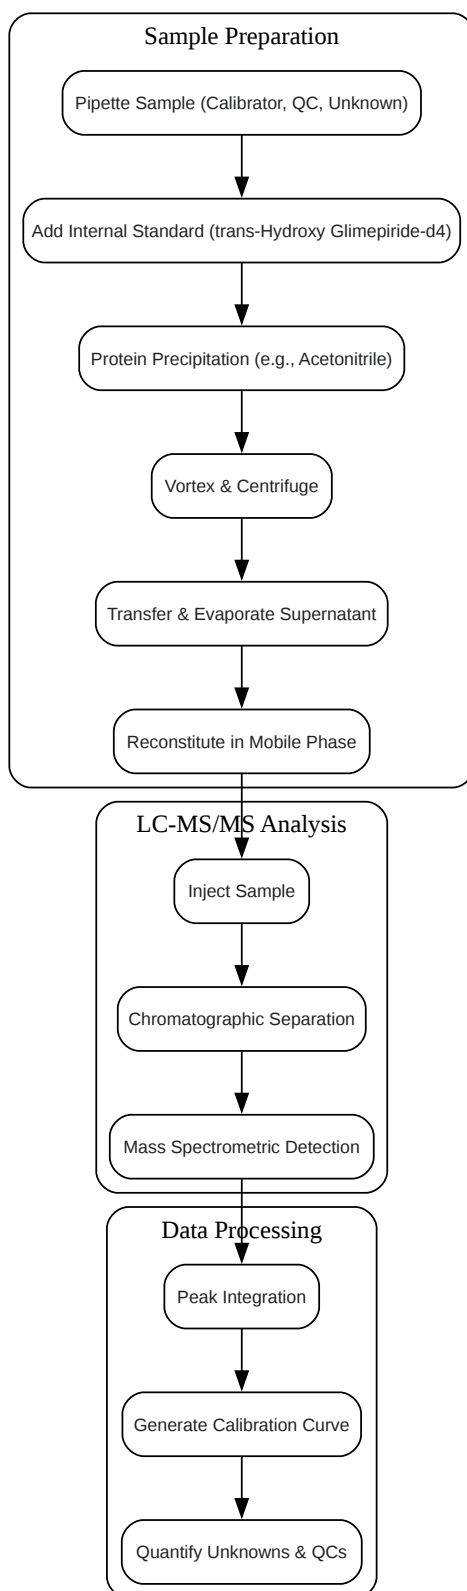 Sample Preparation
Pipette Sample (Calibrator, QC, Unknown)
Add Internal Standard (trans-Hydroxy Glimepiride-d4)
Protein Precipitation (e.g., Acetonitrile)
Vortex & Centrifuge
Transfer & Evaporate Supernatant
Reconstitute in Mobile Phase
LC-MS/MS Analysis
Inject Sample
Chromatographic Separation
Mass Spectrometric Detection
Data Processing
Peak Integration
Generate Calibration Curve
Quantify Unknowns & QCs